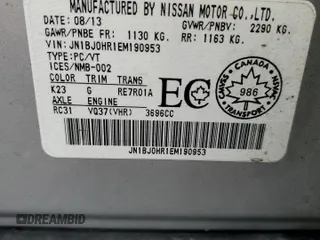 MANUFACTURED BY NISSAN MOTOR CO.,LTD.
DATE: 08/13 GVWR/PNBV: 2290 KG.
GAWR/PNBE FR: 1130 KG. RR: 1163 KG.
VIN: JN1BJ0HR1EM190953
TYPE: PC/VT
ICES/NMB-002
COLOR TRIM TRANS
K23 G RE7R01A
AXLE ENGINE
RC31 VQ37(VHR) 3696CC
EC
CANADA
CMVSS NSVAC
986
TRANSPORT
JN1BJ0HR1EM190953
DREAMBID